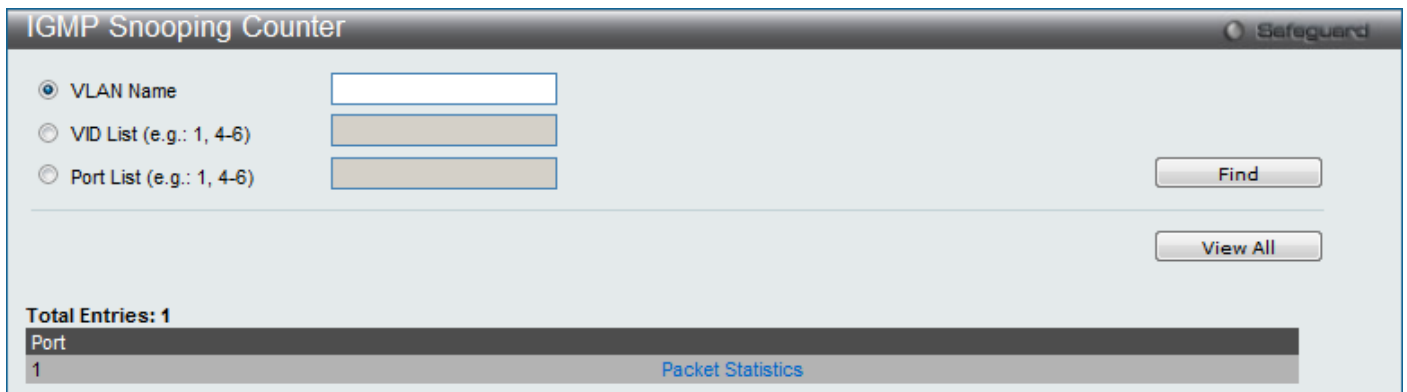 IGMP Snooping Counter
Safeguard
VLAN Name
VID List (e.g.: 1, 4-6)
Port List (e.g.: 1, 4-6)
Find
View All
Total Entries: 1
Port
1 Packet Statistics